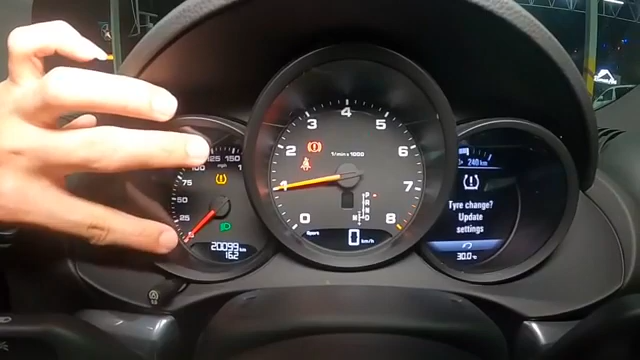 125 150
mph
100
75
50
25
20099 km
162
0
1
2
3
4
5
6
7
8
1/min x 1000
P
R
N
D
M
Sport
0 km/h
240 km
Tyre change?
Update
settings
30.0°C